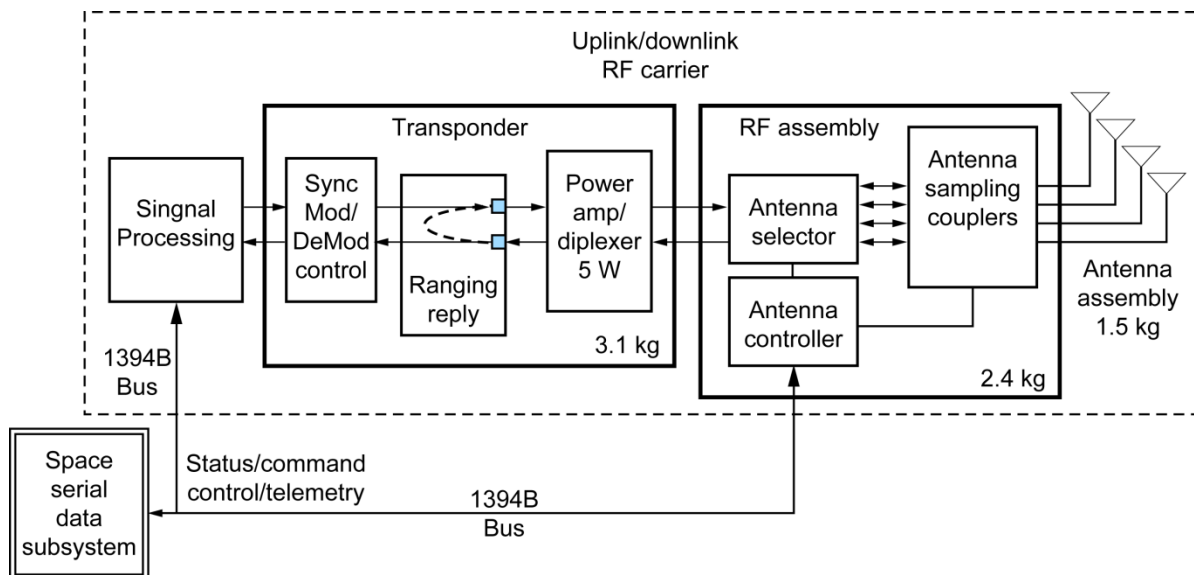 Uplink/downlink
RF carrier
Transponder
RF assembly
Singnal
Processing
Sync
Mod/
DeMod
control
Ranging
reply
Power
amp/
diplexer
5 W
3.1 kg
Antenna
selector
Antenna
controller
Antenna
sampling
couplers
2.4 kg
Antenna
assembly
1.5 kg
1394B
Bus
Space
serial
data
subsystem
Status/command
control/telemetry
1394B
Bus